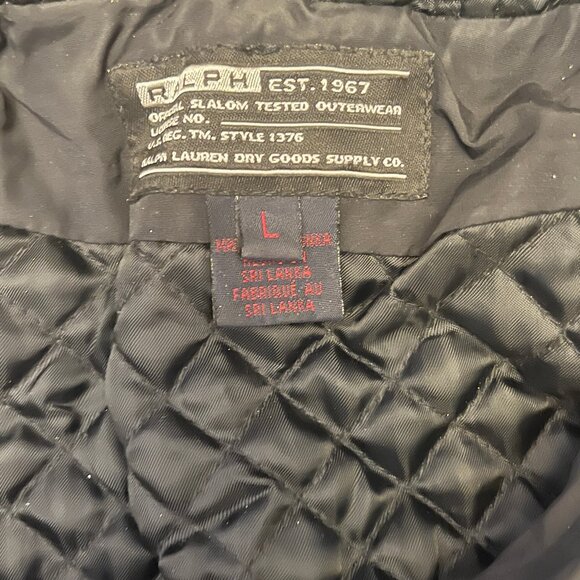 RALPH EST. 1967
OFFICIAL SLALOM TESTED OUTERWEAR
LICENSE NO.
U.S. REG. TM. STYLE 1376
RALPH LAUREN DRY GOODS SUPPLY CO.
L
SRI LANKA
FABRIQUÉ AU
SRI LANKA